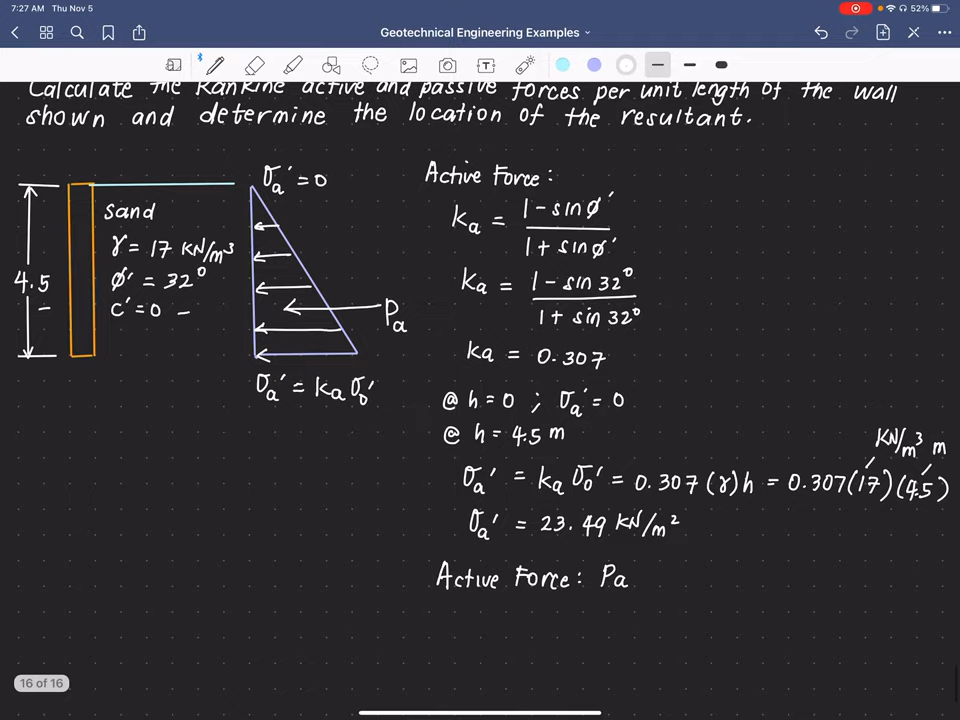 7:27 AM Thu Nov 5
52%
Geotechnical Engineering Examples
Calculate the Rankine active and passive forces per unit length of the wall
shown and determine the location of the resultant.
4.5
Sand
γ = 17 KN/m³
ϕ' = 32°
c' = 0
σa' = 0
Pa
σa' = ka σo'
Active Force:
ka = (1 - sin ϕ') / (1 + sin ϕ')
ka = (1 - sin 32°) / (1 + sin 32°)
ka = 0.307
@ h = 0 ; σa' = 0
@ h = 4.5 m
KN/m³ m
σa' = ka σo' = 0.307 (γ) h = 0.307 (17) (4.5)
σa' = 23.49 KN/m²
Active Force: Pa
16 of 16